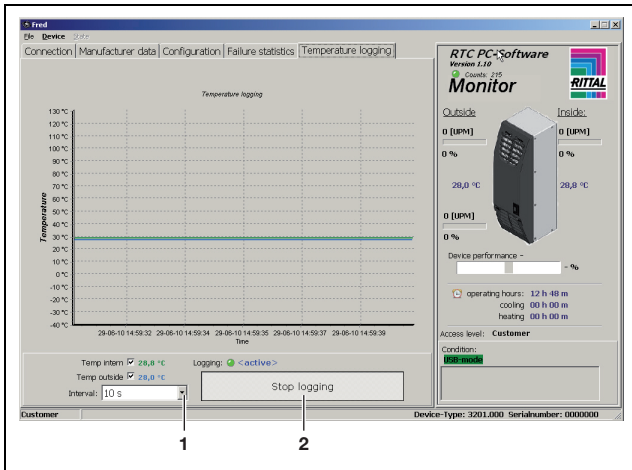 Fred
File Device State
Connection Manufacturer data Configuration Failure statistics Temperature logging
Temperature logging
130 °C
120 °C
110 °C
100 °C
90 °C
80 °C
70 °C
60 °C
50 °C
40 °C
30 °C
20 °C
10 °C
0 °C
-10 °C
-20 °C
-30 °C
-40 °C
Temperature
29-06-10 14:59:32 29-06-10 14:59:34 29-06-10 14:59:35 29-06-10 14:59:37 29-06-10 14:59:39
Time
Temp intern 28,8 °C
Logging: <active>
Temp outside 28,0 °C
Interval: 10 s
Stop logging
RTC PC-Software
Version 1.10
Counts: 215
Monitor
RITTAL
Outside Inside:
0 [UPM] 0 [UPM]
0 % 0 %
28,0 °C 28,8 °C
0 [UPM]
0 %
Device performance -
- %
operating hours: 12 h 48 m
cooling 00 h 00 m
heating 00 h 00 m
Access level: Customer
Condition:
USB-mode
Customer
Device-Type: 3201.000 Serialnumber: 0000000
1 2